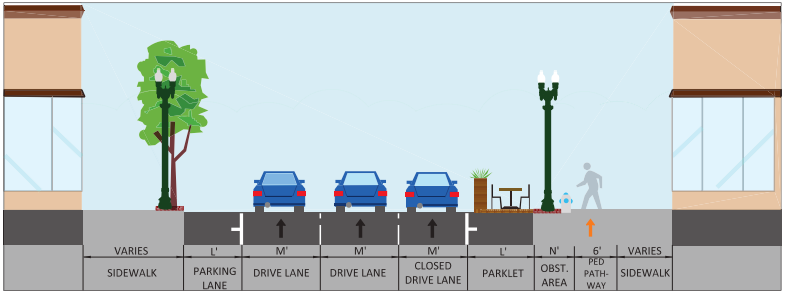 VARIES L' M' M' M' L' N' 6' VARIES
SIDEWALK
PARKING
LANE
DRIVE LANE
DRIVE LANE
CLOSED
DRIVE LANE
PARKLET
OBST.
AREA
PED
PATH-
WAY
SIDEWALK